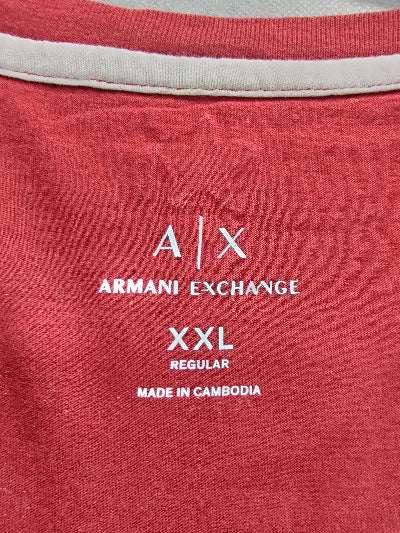 A|X
ARMANI EXCHANGE
XXL
REGULAR
MADE IN CAMBODIA